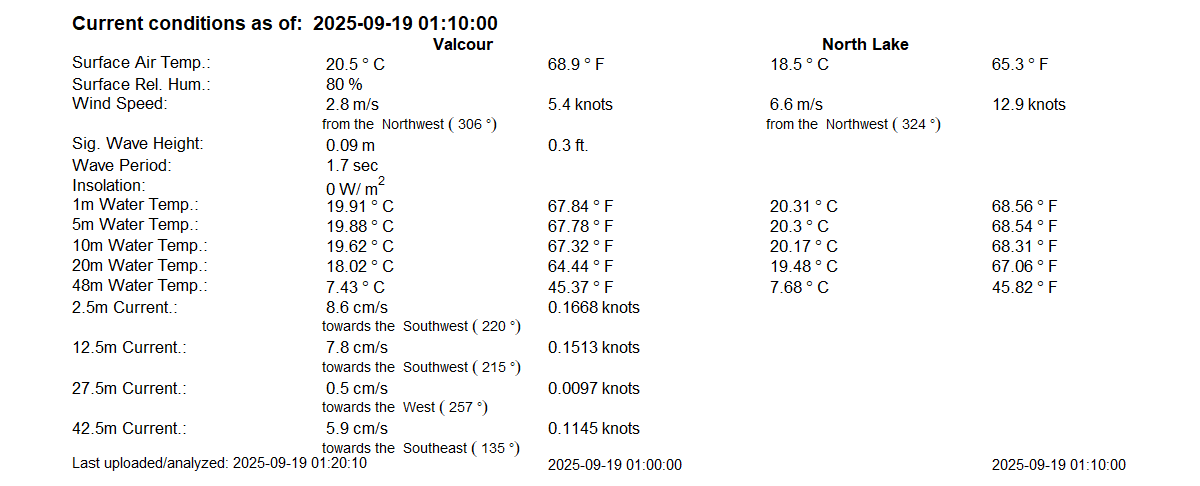 Current conditions as of: 2025-09-19 01:10:00
Valcour North Lake
Surface Air Temp.: 20.5 ° C 68.9 ° F 18.5 ° C 65.3 ° F
Surface Rel. Hum.: 80 %
Wind Speed: 2.8 m/s 5.4 knots 6.6 m/s 12.9 knots
from the Northwest ( 306 °) from the Northwest ( 324 °)
Sig. Wave Height: 0.09 m 0.3 ft.
Wave Period: 1.7 sec
Insolation: 0 W/ m2
1m Water Temp.: 19.91 ° C 67.84 ° F 20.31 ° C 68.56 ° F
5m Water Temp.: 19.88 ° C 67.78 ° F 20.3 ° C 68.54 ° F
10m Water Temp.: 19.62 ° C 67.32 ° F 20.17 ° C 68.31 ° F
20m Water Temp.: 18.02 ° C 64.44 ° F 19.48 ° C 67.06 ° F
48m Water Temp.: 7.43 ° C 45.37 ° F 7.68 ° C 45.82 ° F
2.5m Current.: 8.6 cm/s 0.1668 knots
towards the Southwest ( 220 °)
12.5m Current.: 7.8 cm/s 0.1513 knots
towards the Southwest ( 215 °)
27.5m Current.: 0.5 cm/s 0.0097 knots
towards the West ( 257 °)
42.5m Current.: 5.9 cm/s 0.1145 knots
towards the Southeast ( 135 °)
Last uploaded/analyzed: 2025-09-19 01:20:10 2025-09-19 01:00:00 2025-09-19 01:10:00